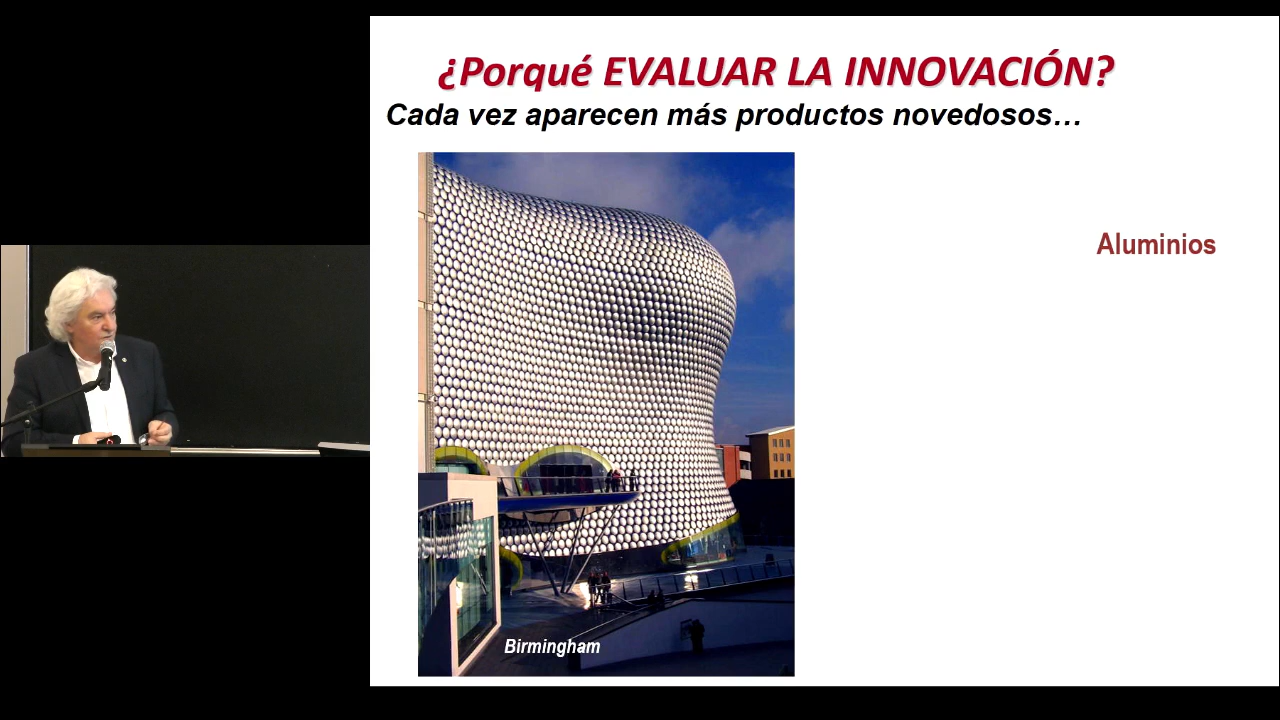 ¿Porqué EVALUAR LA INNOVACIÓN?
Cada vez aparecen más productos novedosos…
Aluminios
Birmingham